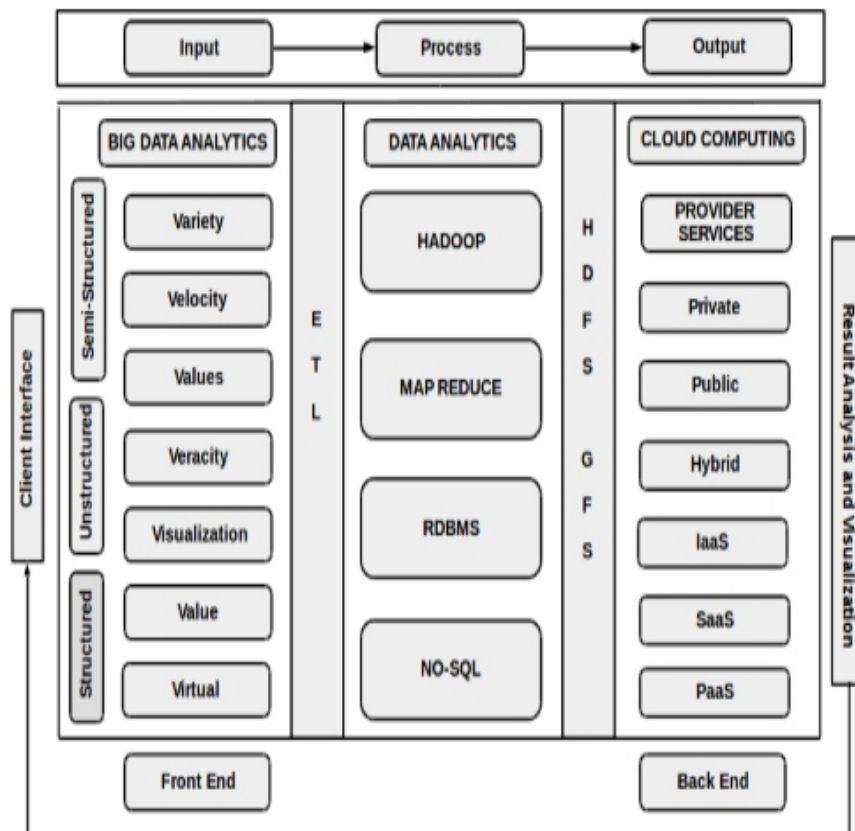 Input
Process
Output
BIG DATA ANALYTICS
DATA ANALYTICS
CLOUD COMPUTING
Client Interface
Semi-Structured
Unstructured
Structured
Variety
Velocity
Values
Veracity
Visualization
Value
Virtual
E
T
L
HADOOP
MAP REDUCE
RDBMS
NO-SQL
H
D
F
S
G
F
S
PROVIDER
SERVICES
Private
Public
Hybrid
IaaS
SaaS
PaaS
Result Analysis and Visualization
Front End
Back End